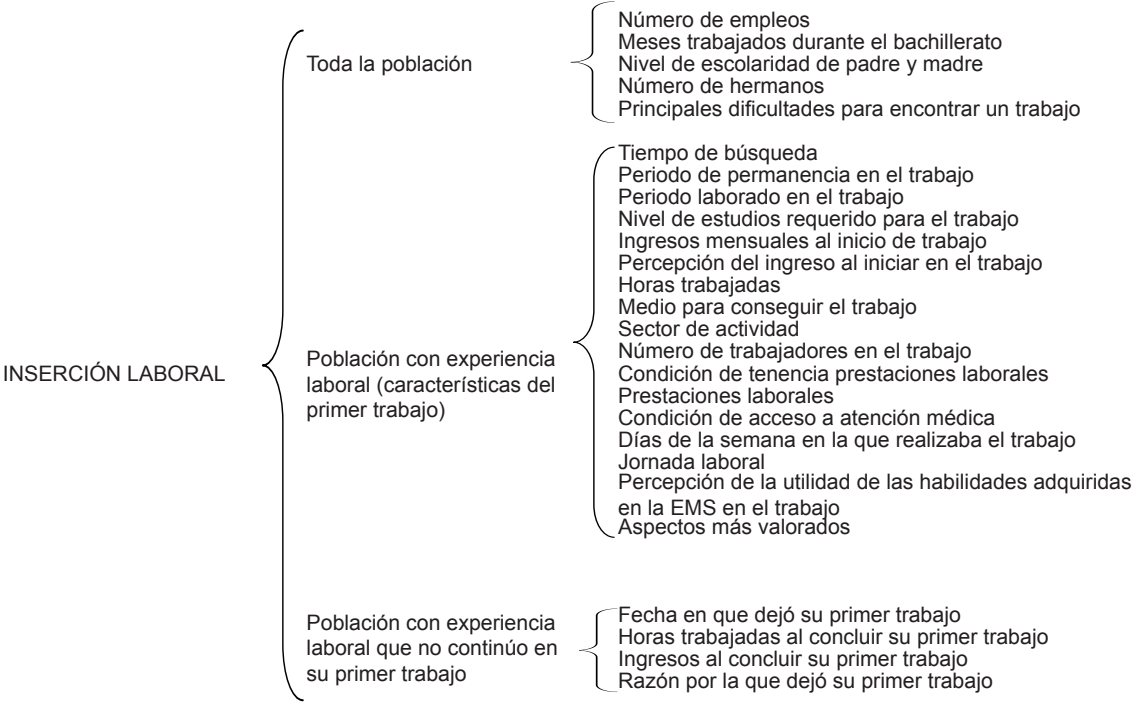 INSERCIÓN LABORAL
Toda la población
Número de empleos
Meses trabajados durante el bachillerato
Nivel de escolaridad de padre y madre
Número de hermanos
Principales dificultades para encontrar un trabajo
Población con experiencia
laboral (características del
primer trabajo)
Tiempo de búsqueda
Periodo de permanencia en el trabajo
Periodo laborado en el trabajo
Nivel de estudios requerido para el trabajo
Ingresos mensuales al inicio de trabajo
Percepción del ingreso al iniciar en el trabajo
Horas trabajadas
Medio para conseguir el trabajo
Sector de actividad
Número de trabajadores en el trabajo
Condición de tenencia prestaciones laborales
Prestaciones laborales
Condición de acceso a atención médica
Días de la semana en la que realizaba el trabajo
Jornada laboral
Percepción de la utilidad de las habilidades adquiridas
en la EMS en el trabajo
Aspectos más valorados
Población con experiencia
laboral que no continúo en
su primer trabajo
Fecha en que dejó su primer trabajo
Horas trabajadas al concluir su primer trabajo
Ingresos al concluir su primer trabajo
Razón por la que dejó su primer trabajo